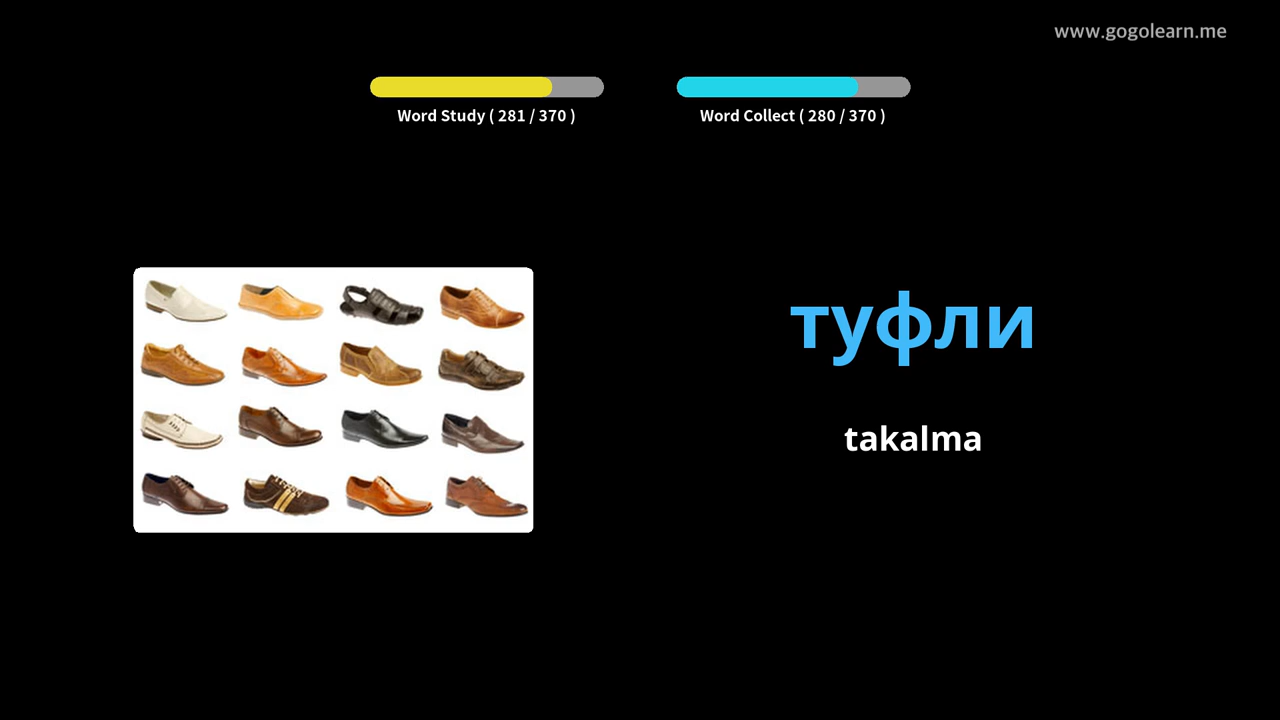 www.gogolearn.me
Word Study ( 281 / 370 )
Word Collect ( 280 / 370 )
туфли
takalma